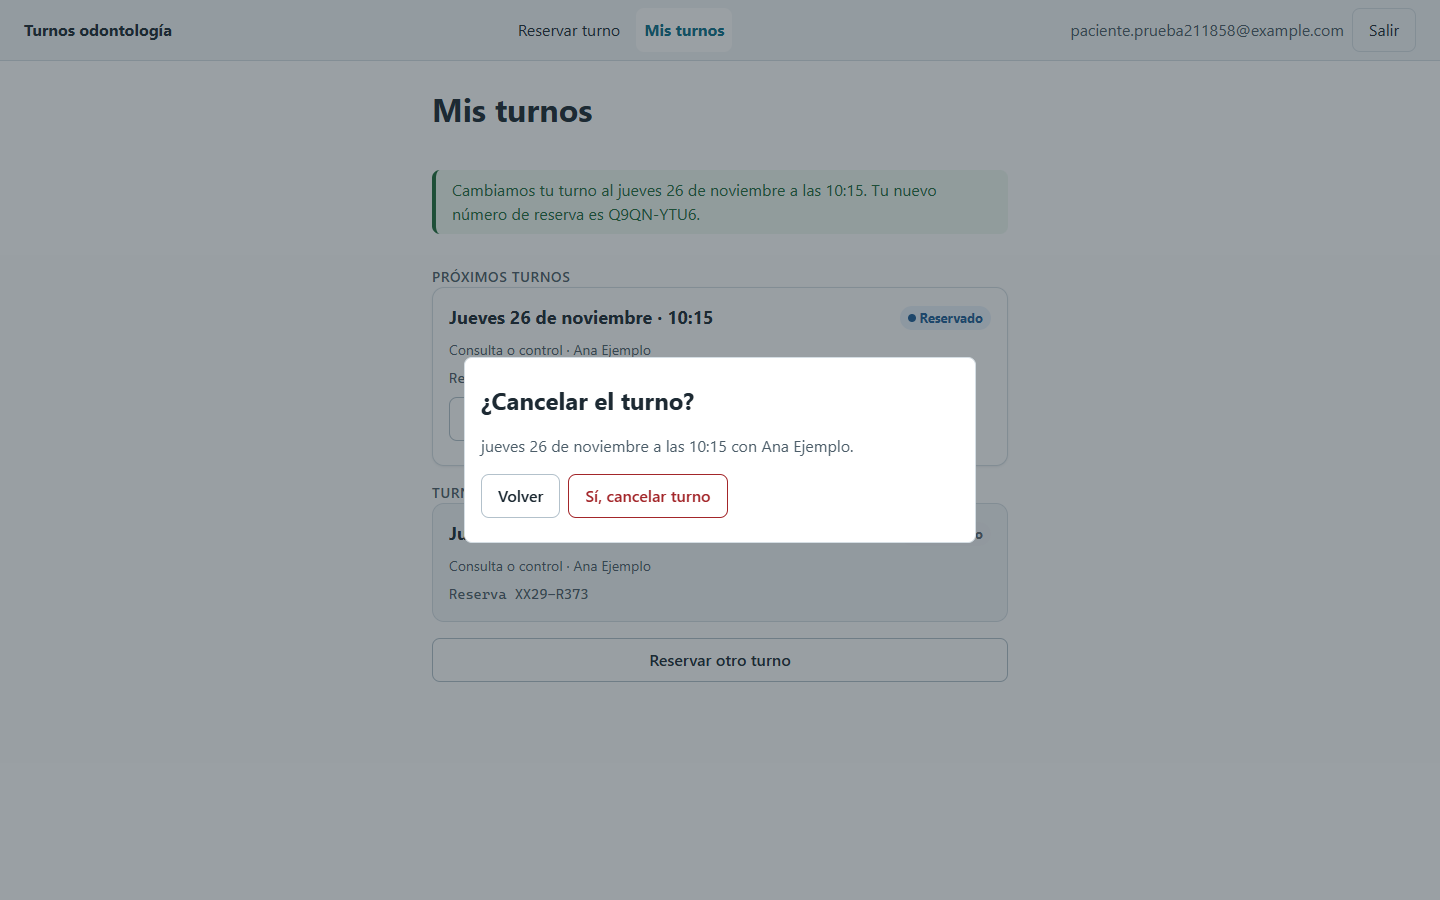 Turnos odontología
Reservar turno
Mis turnos
paciente.prueba211858@example.com
Salir
Mis turnos
Cambiamos tu turno al jueves 26 de noviembre a las 10:15. Tu nuevo
número de reserva es Q9QN-YTU6.
PRÓXIMOS TURNOS
Jueves 26 de noviembre · 10:15
Reservado
Consulta o control · Ana Ejemplo
¿Cancelar el turno?
jueves 26 de noviembre a las 10:15 con Ana Ejemplo.
Volver
Sí, cancelar turno
Consulta o control · Ana Ejemplo
Reserva XX29-R373
Reservar otro turno